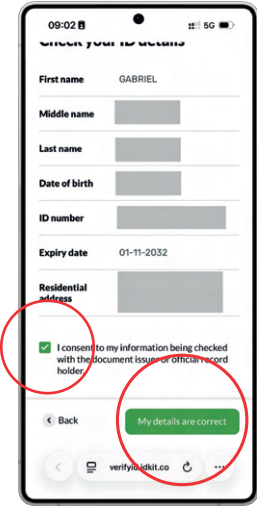 09:02 5G
Check your ID details
First name GABRIEL
Middle name
Last name
Date of birth
ID number
Expiry date 01-11-2032
Residential
address
I consent to my information being checked
with the document issuer or official record
holder.
Back My details are correct
verifyid.idkit.co